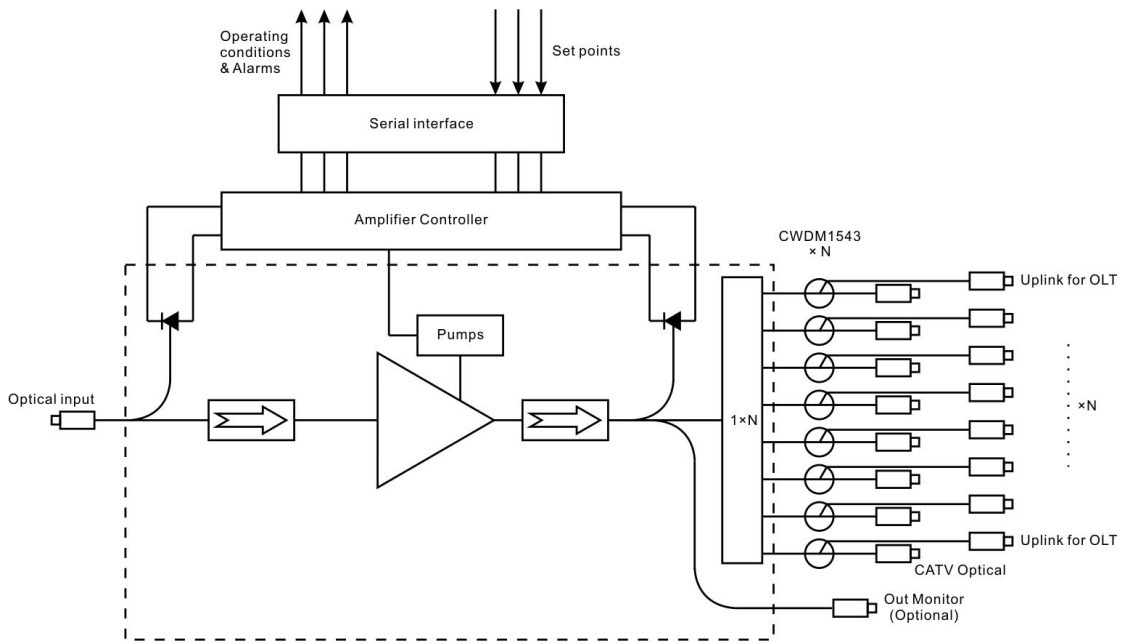 Operating
conditions
& Alarms
Set points
Serial interface
Amplifier Controller
CWDM1543
× N
Uplink for OLT
Pumps
Optical input
1×N
×N
Uplink for OLT
CATV Optical
Out Monitor
(Optional)